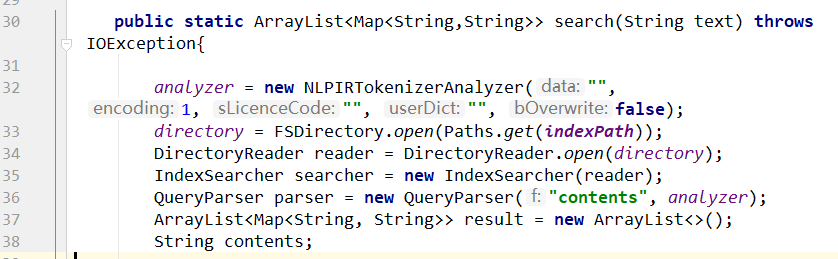 30 public static ArrayList<Map<String,String>> search(String text) throws
IOException{
31
32 analyzer = new NLPIRTokenizerAnalyzer( data: "",
encoding: 1, sLicenceCode: "", userDict: "", bOverwrite: false);
33 directory = FSDirectory.open(Paths.get(indexPath));
34 DirectoryReader reader = DirectoryReader.open(directory);
35 IndexSearcher searcher = new IndexSearcher(reader);
36 QueryParser parser = new QueryParser( f: "contents", analyzer);
37 ArrayList<Map<String, String>> result = new ArrayList<>();
38 String contents;